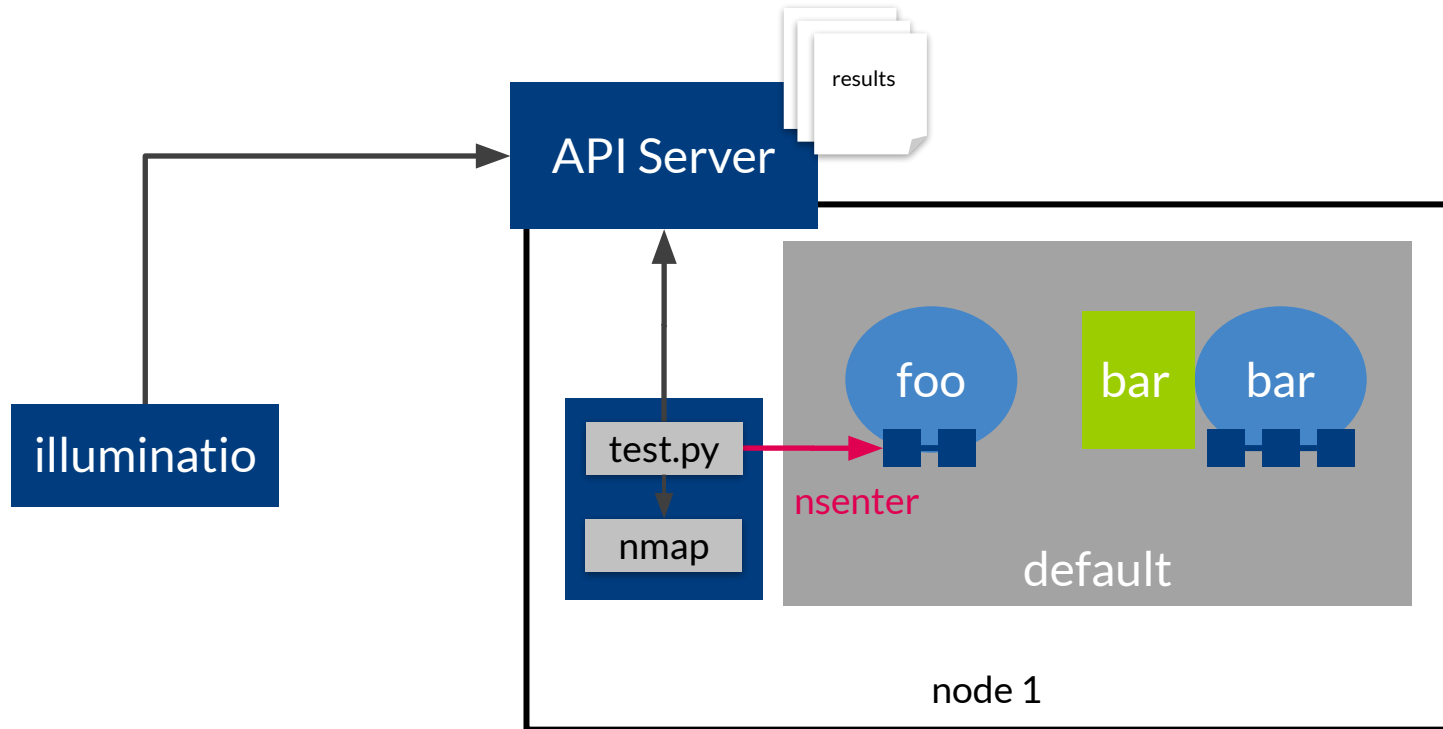 results
API Server
foo
bar
bar
illuminatio
test.py
nsenter
nmap
default
node 1